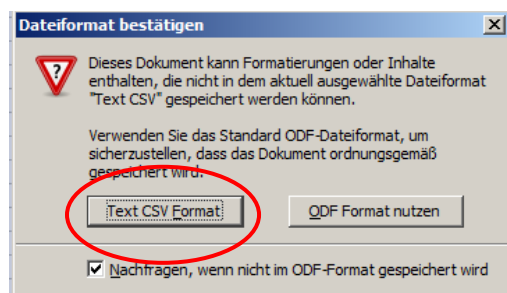 Dateiformat bestätigen
Dieses Dokument kann Formatierungen oder Inhalte
enthalten, die nicht in dem aktuell ausgewählte Dateiformat
"Text CSV" gespeichert werden können.
Verwenden Sie das Standard ODF-Dateiformat, um
sicherzustellen, dass das Dokument ordnungsgemäß
gespeichert wird.
Text CSV Format
ODF Format nutzen
Nachfragen, wenn nicht im ODF-Format gespeichert wird